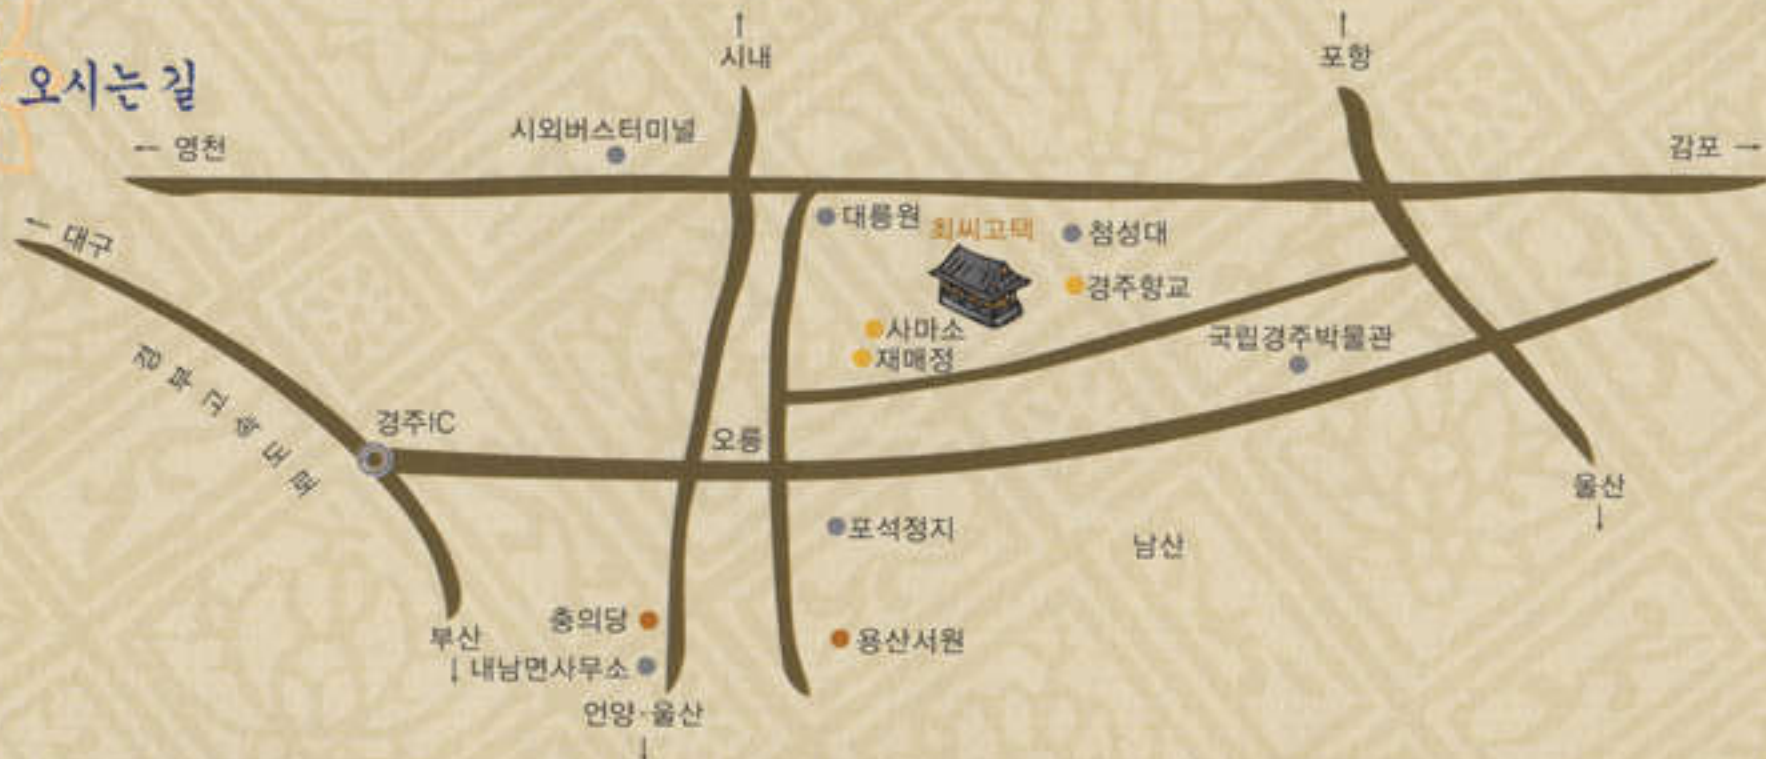 오시는 길
↑
시내
↑
포항
← 영천
시외버스터미널
감포 →
← 대구
대릉원
최씨고택
첨성대
경주향교
사마소
재매정
국립경주박물관
경부고속도로
경주IC
오릉
울산
↓
포석정지
남산
충의당
부산
↓
내남면사무소
용산서원
언양·울산
↓